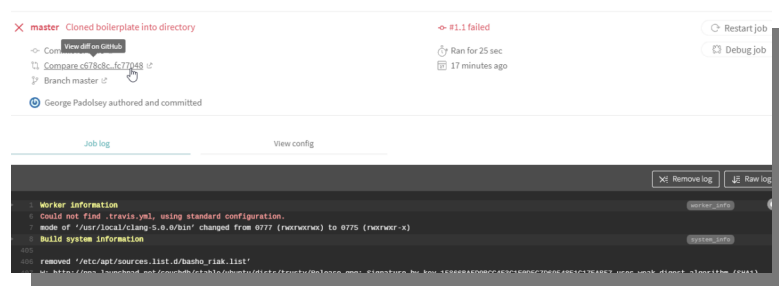 master Cloned boilerplate into directory
#1.1 failed
Restart job
View diff on GitHub
Ran for 25 sec
Debug job
Compare c678c8c..fc77048
17 minutes ago
Branch master
George Padolsey authored and committed
Job log
View config
Remove log
Raw log
1 Worker information
worker_info
6 Could not find .travis.yml, using standard configuration.
7 mode of '/usr/local/clang-5.0.0/bin' changed from 0777 (rwxrwxrwx) to 0775 (rwxrwxr-x)
8 Build system information
system_info
405
406 removed '/etc/apt/sources.list.d/basho_riak.list'